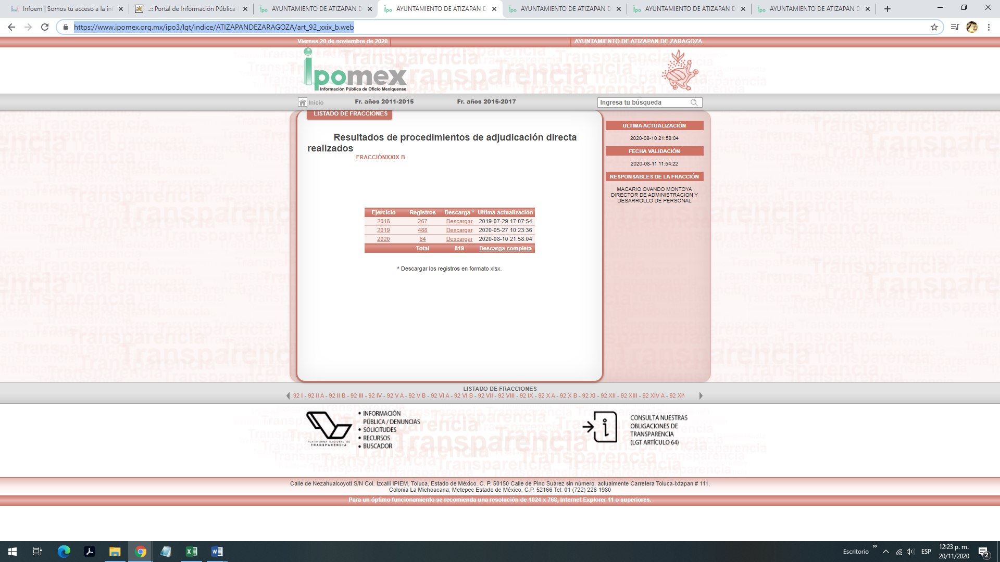 Infoem | Somos tu acceso a la inf
..:: Portal de Información Pública
AYUNTAMIENTO DE ATIZAPAN D
AYUNTAMIENTO DE ATIZAPAN D
AYUNTAMIENTO DE ATIZAPAN D
AYUNTAMIENTO DE ATIZAPAN D
AYUNTAMIENTO DE ATIZAPAN D
https://www.ipomex.org.mx/ipo3/lgt/indice/ATIZAPANDEZARAGOZA/art_92_xxix_b.web
Viernes 20 de noviembre de 2020
AYUNTAMIENTO DE ATIZAPAN DE ZARAGOZA
ipomex
Información Pública de Oficio Mexiquense
Inicio
Fr. años 2011-2015
Fr. años 2015-2017
Ingresa tu búsqueda
LISTADO DE FRACCIONES
Resultados de procedimientos de adjudicación directa
realizados
FRACCIÓNXXIX B
Ejercicio Registros Descarga * Ultima actualización
2018 267 Descargar 2019-07-29 17:07:54
2019 488 Descargar 2020-05-27 10:23:36
2020 64 Descargar 2020-08-10 21:58:04
Total 819 Descarga completa
* Descargar los registros en formato xlsx.
ULTIMA ACTUALIZACIÓN
2020-08-10 21:58:04
FECHA VALIDACIÓN
2020-08-11 11:54:22
RESPONSABLES DE LA FRACCIÓN
MACARIO OVANDO MONTOYA
DIRECTOR DE ADMINISTRACION Y
DESARROLLO DE PERSONAL
LISTADO DE FRACCIONES
92 I - 92 II A - 92 II B - 92 III - 92 IV - 92 V A - 92 V B - 92 VI A - 92 VI B - 92 VII - 92 VIII - 92 IX - 92 X A - 92 X B - 92 XI - 92 XII - 92 XIII - 92 XIV A - 92 XIV
PLATAFORMA NACIONAL DE
TRANSPARENCIA
• INFORMACIÓN
PÚBLICA / DENUNCIAS
• SOLICITUDES
• RECURSOS
• BUSCADOR
CONSULTA NUESTRAS
OBLIGACIONES DE
TRANSPARENCIA
(LGT ARTÍCULO 64)
Calle de Nezahualcoyotl S/N Col. Izcalli IPIEM, Toluca, Estado de México. C. P. 50150 Calle de Pino Suárez sin número, actualmente Carretera Toluca-Ixtapan # 111,
Colonia La Michoacana; Metepec Estado de México, C.P. 52166 Tel: 01 (722) 226 1980
Para un óptimo funcionamiento se recomienda una resolución de 1024 x 768, Internet Explorer 11 o superiores.
Escritorio
ESP
12:23 p. m.
20/11/2020
2